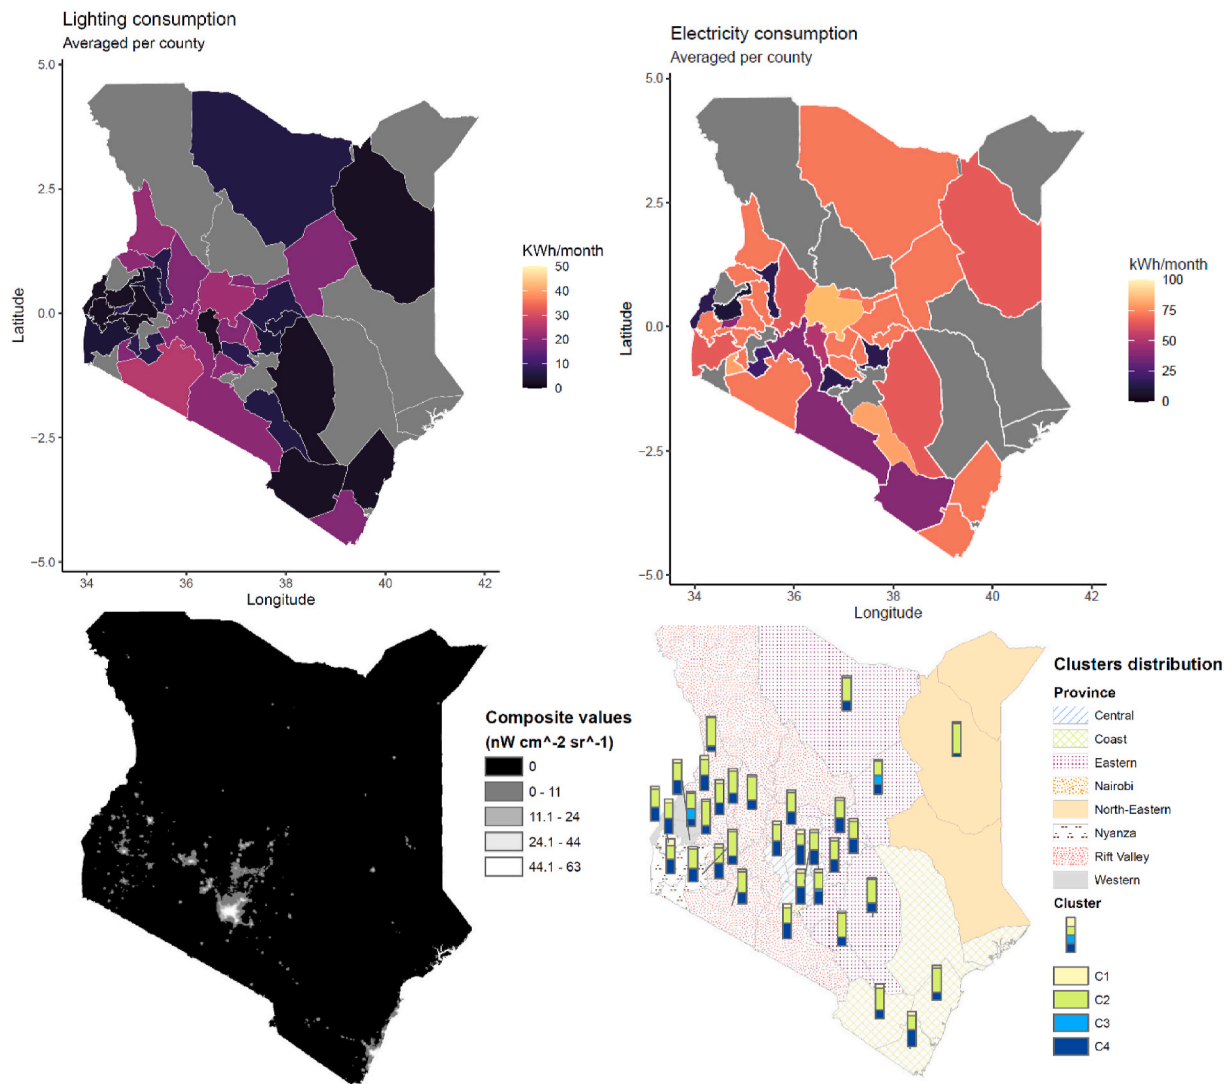 Lighting consumption
Averaged per county
5.0
2.5
0.0
−2.5
−5.0
Latitude
34 36 38 40 42
Longitude
KWh/month
50
40
30
20
10
0
Electricity consumption
Averaged per county
5.0
2.5
0.0
−2.5
−5.0
Latitude
34 36 38 40 42
Longitude
kWh/month
100
75
50
25
0
Composite values
(nW cm^-2 sr^-1)
0
0 - 11
11.1 - 24
24.1 - 44
44.1 - 63
Clusters distribution
Province
Central
Coast
Eastern
Nairobi
North-Eastern
Nyanza
Rift Valley
Western
Cluster
C1
C2
C3
C4